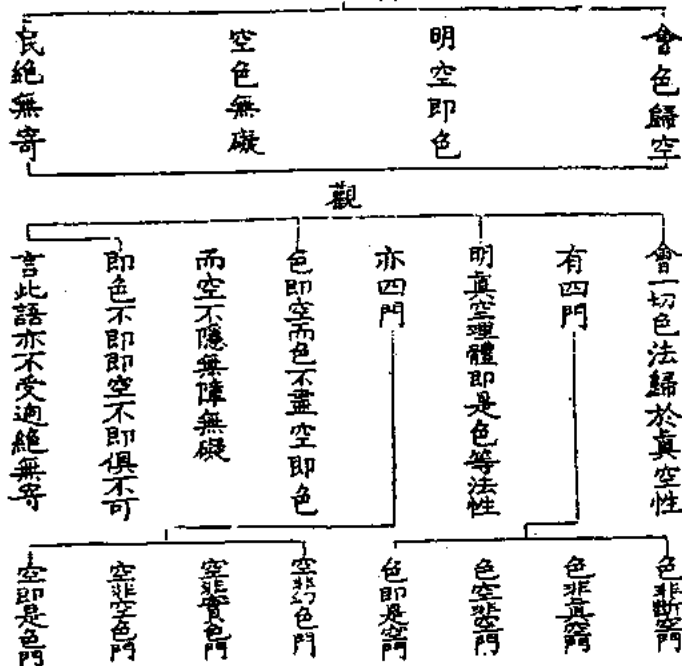 會色歸空
明空即色
空色無礙
泯絕無寄
觀
會一切色法歸於眞空性
有四門
明眞空理體即是色等法性
亦四門
色即空而色不盡空即色
而空不隱無障無礙
即色不即即空不即俱不可
言此語亦不受逈絕無寄
色非斷空門
色非眞空門
色空非空門
色即是空門
空非幻色門
空非實色門
空非空色門
空即是色門